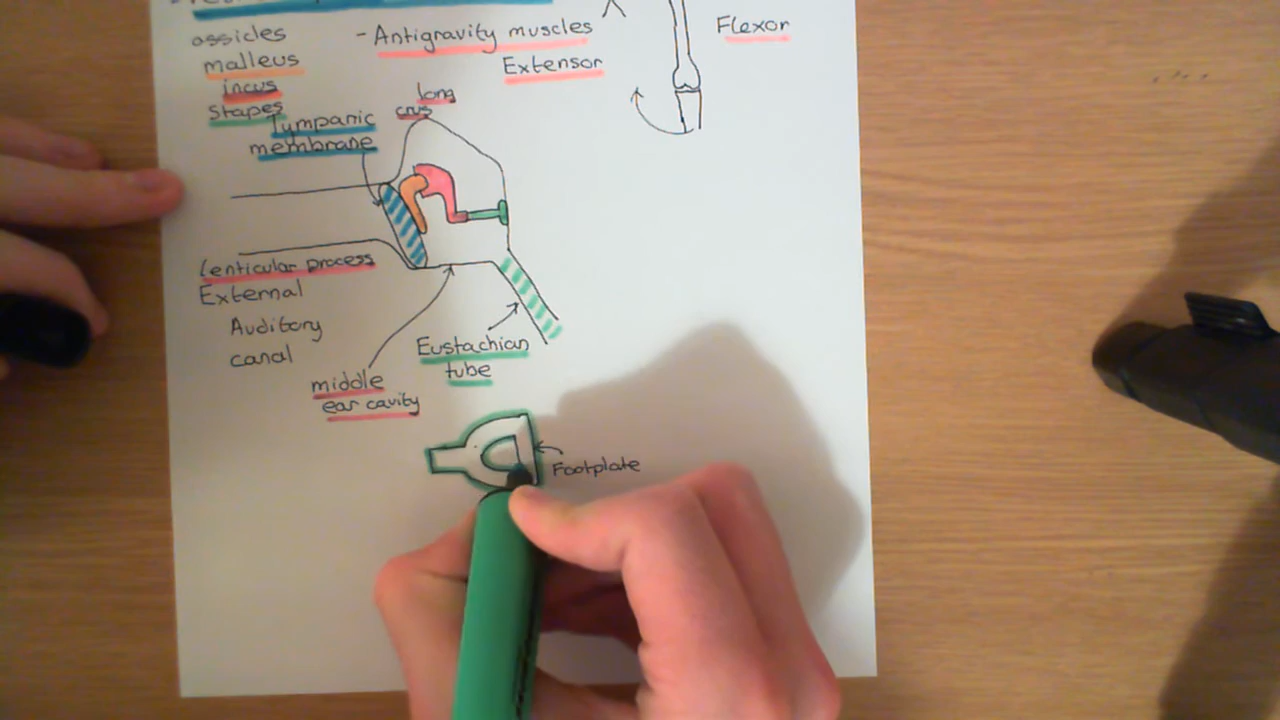 ossicles
malleus
incus
Stapes
- Antigravity muscles
Extensor
Flexor
long
crus
Tympanic
membrane
Lenticular process
External
Auditory
canal
middle
ear cavity
Eustachian
tube
Footplate